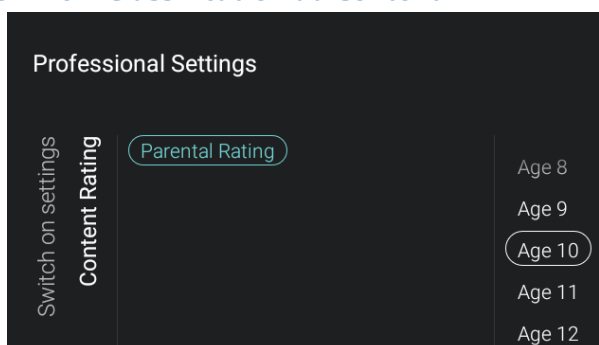 Professional Settings
Switch on settings
Content Rating
Parental Rating
Age 8
Age 9
Age 10
Age 11
Age 12